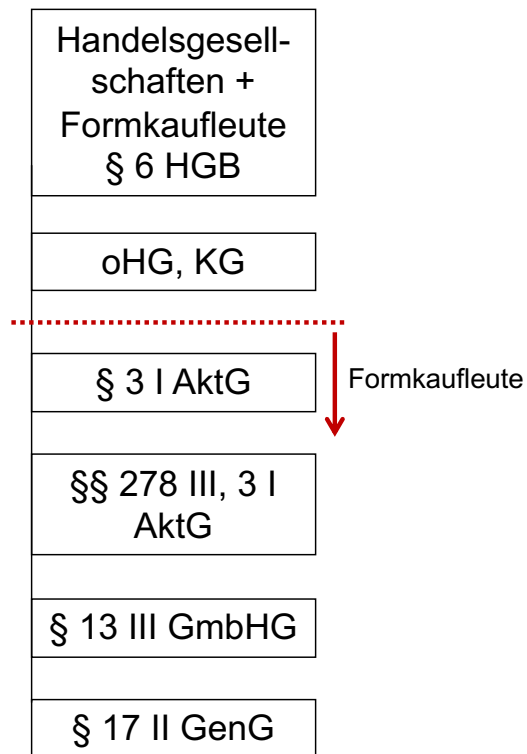 Handelsgesell-
schaften +
Formkaufleute
§ 6 HGB
oHG, KG
§ 3 I AktG
Formkaufleute
§§ 278 III, 3 I
AktG
§ 13 III GmbHG
§ 17 II GenG